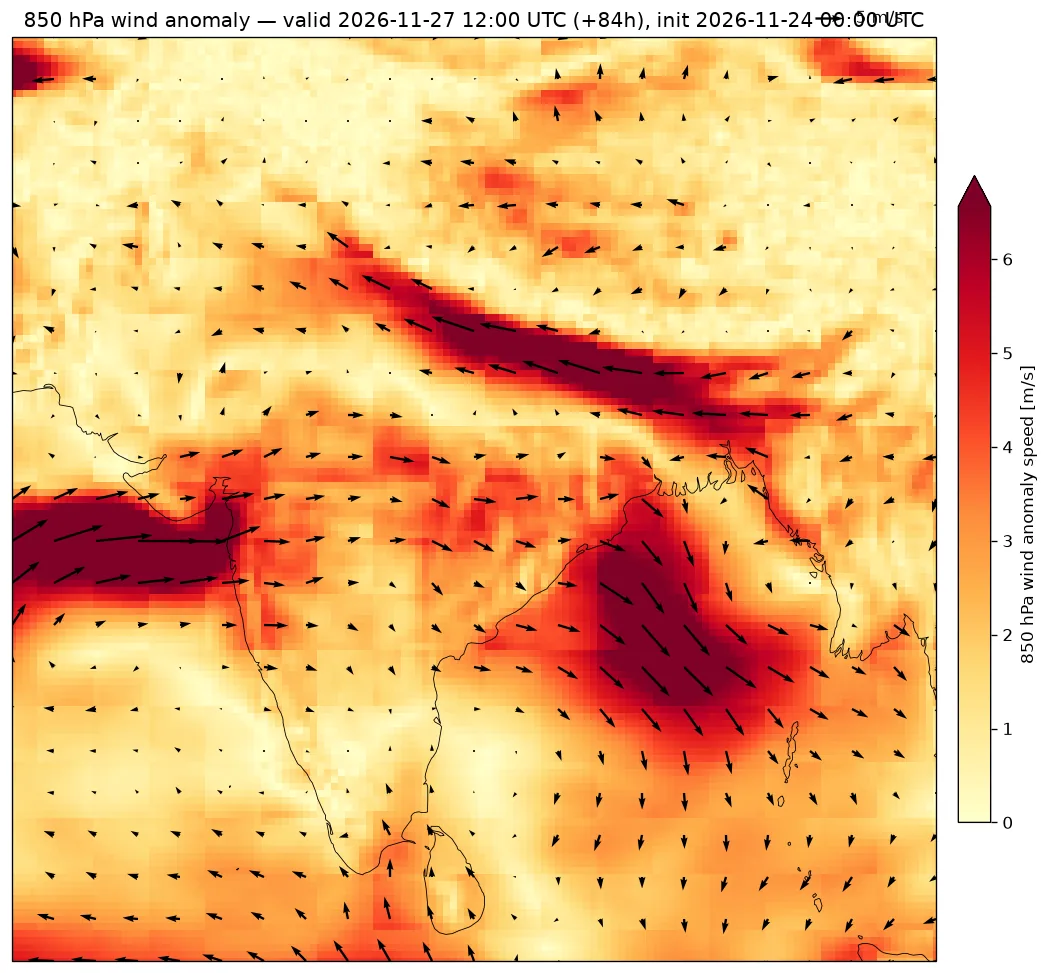 850 hPa wind anomaly — valid 2026-11-27 12:00 UTC (+84h), init 2026-11-24 00:00 UTC
5 m/s
6
5
4
3
2
1
0
850 hPa wind anomaly speed [m/s]